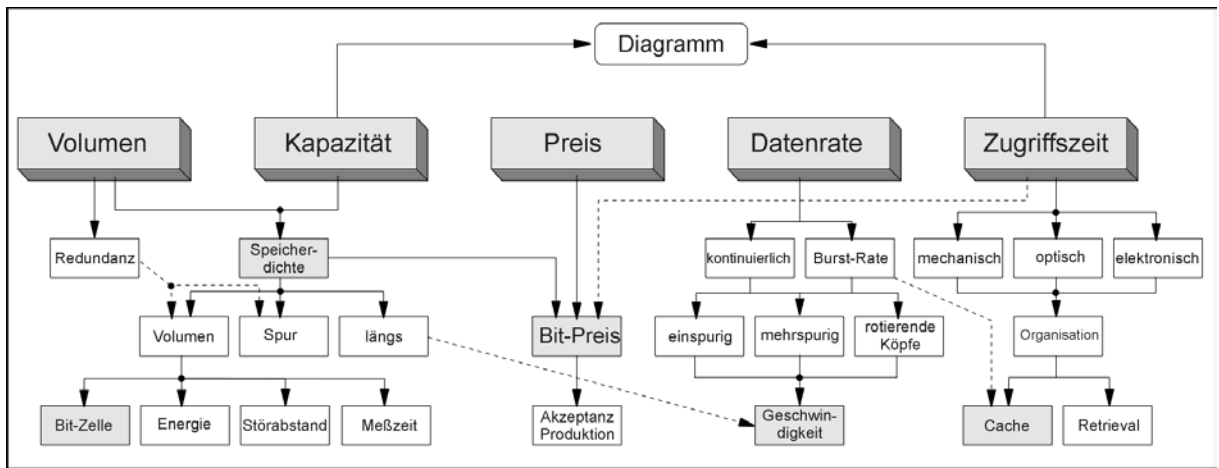 Diagramm
Volumen
Kapazität
Preis
Datenrate
Zugriffszeit
Redundanz
Speicher-
dichte
kontinuierlich
Burst-Rate
mechanisch
optisch
elektronisch
Volumen
Spur
längs
Bit-Preis
einspurig
mehrspurig
rotierende
Köpfe
Organisation
Bit-Zelle
Energie
Störabstand
Meßzeit
Akzeptanz
Produktion
Geschwin-
digkeit
Cache
Retrieval